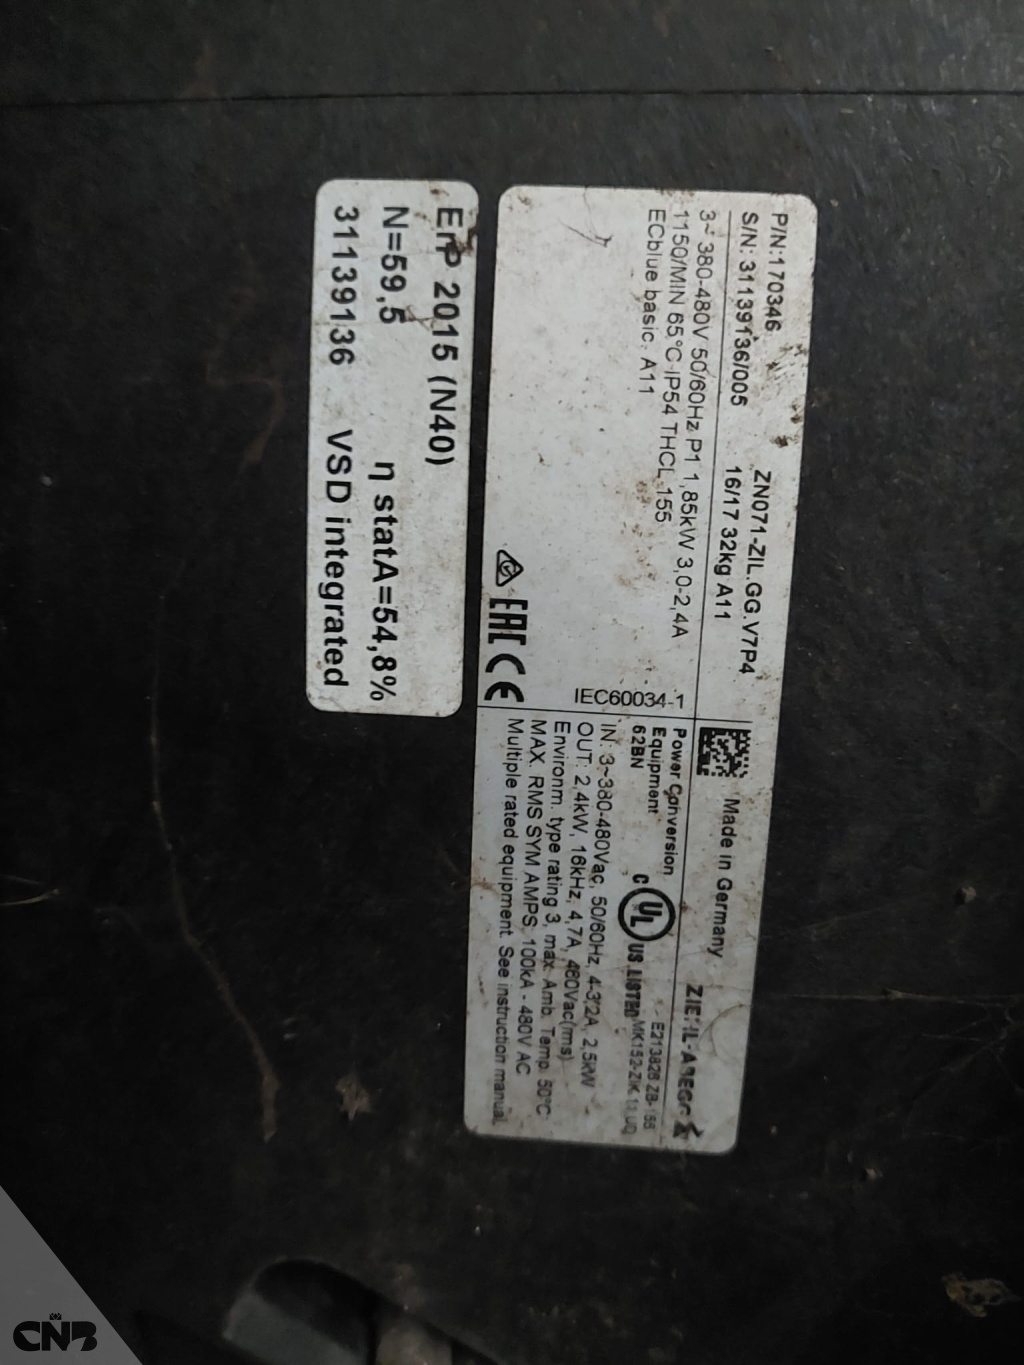 P/N:170346 ZN071-ZIL.GG.V7P4
S/N: 31139136/005 16/17 32kg A11
3~ 380-480V 50/60Hz P1 1,85kW 3,0-2,4A
1150/MIN 65°C IP54 THCL 155
ECblue basic. A11
EAC CE
IEC60034-1
Made in Germany
ZIEHL-ABEGG
Power Conversion
Equipment
62BN
C UL US LISTED
E213826
IN: 3~380-480Vac, 50/60Hz, 4-3,2A, 2,5kW
OUT: 2,4kW, 16kHz, 4,7A, 480Vac(rms)
Environm. type rating 3, max. Amb. Temp. 50°C
MAX. RMS SYM AMPS. 100kA - 480V AC
Multiple rated equipment. See instruction manual.
ErP 2015 (N40)
N=59,5 η statA=54,8%
31139136 VSD integrated
CNB